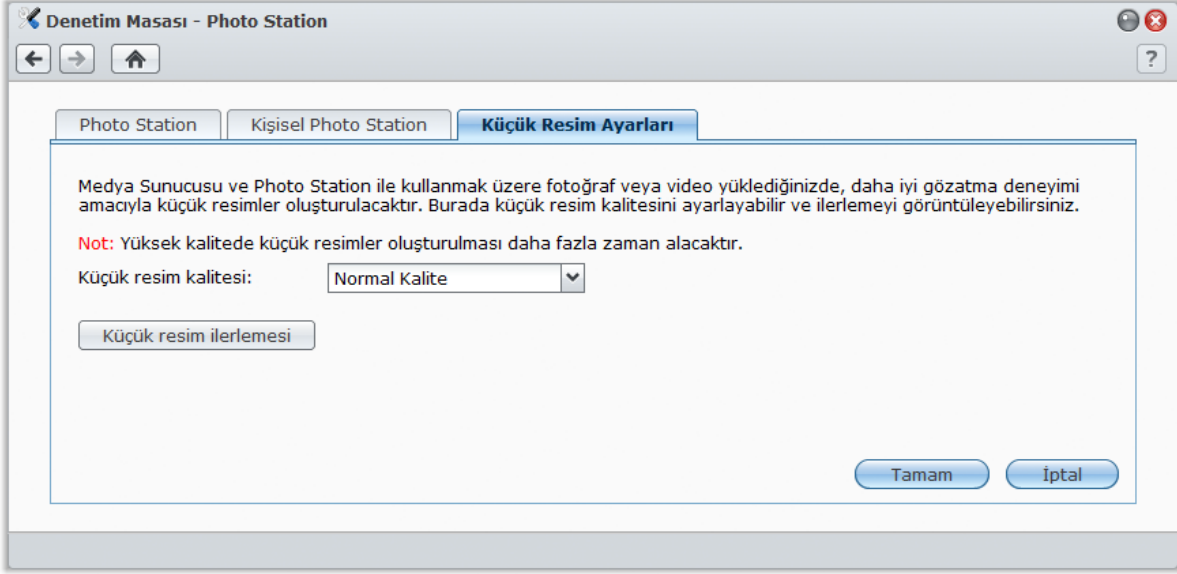 Denetim Masası - Photo Station
?
Photo Station Kişisel Photo Station Küçük Resim Ayarları
Medya Sunucusu ve Photo Station ile kullanmak üzere fotoğraf veya video yüklediğinizde, daha iyi gözatma deneyimi
amacıyla küçük resimler oluşturulacaktır. Burada küçük resim kalitesini ayarlayabilir ve ilerlemeyi görüntüleyebilirsiniz.
Not: Yüksek kalitede küçük resimler oluşturulması daha fazla zaman alacaktır.
Küçük resim kalitesi: Normal Kalite
Küçük resim ilerlemesi
Tamam İptal